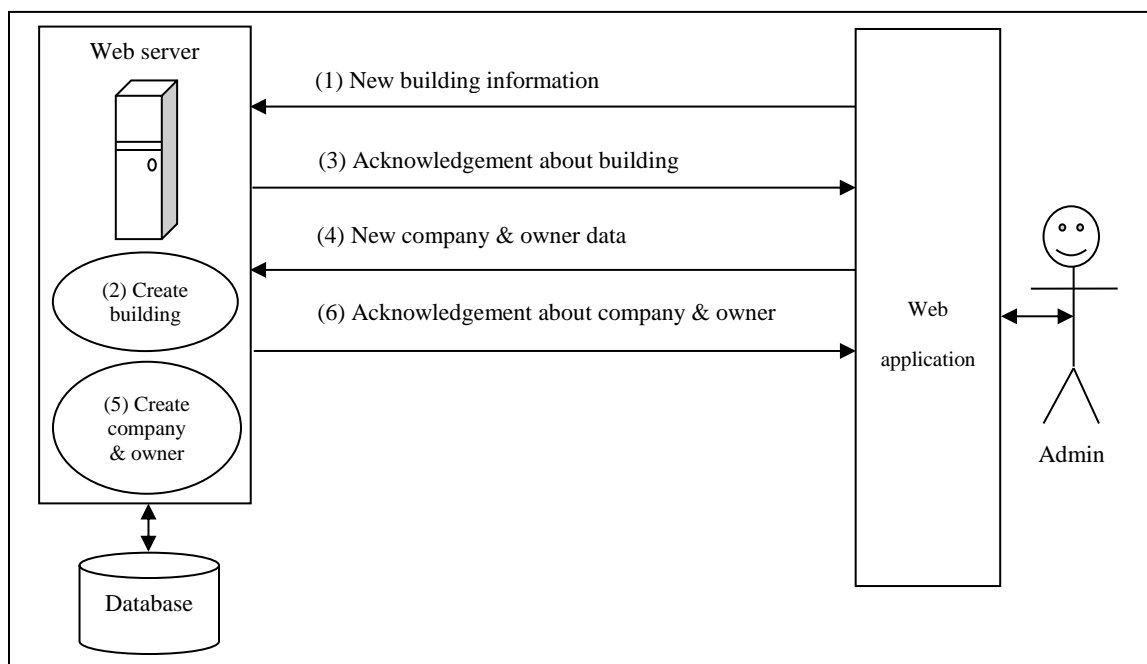 Web server
(1) New building information
(3) Acknowledgement about building
(4) New company & owner data
(2) Create
building
(6) Acknowledgement about company & owner
Web
application
(5) Create
company
& owner
Admin
Database